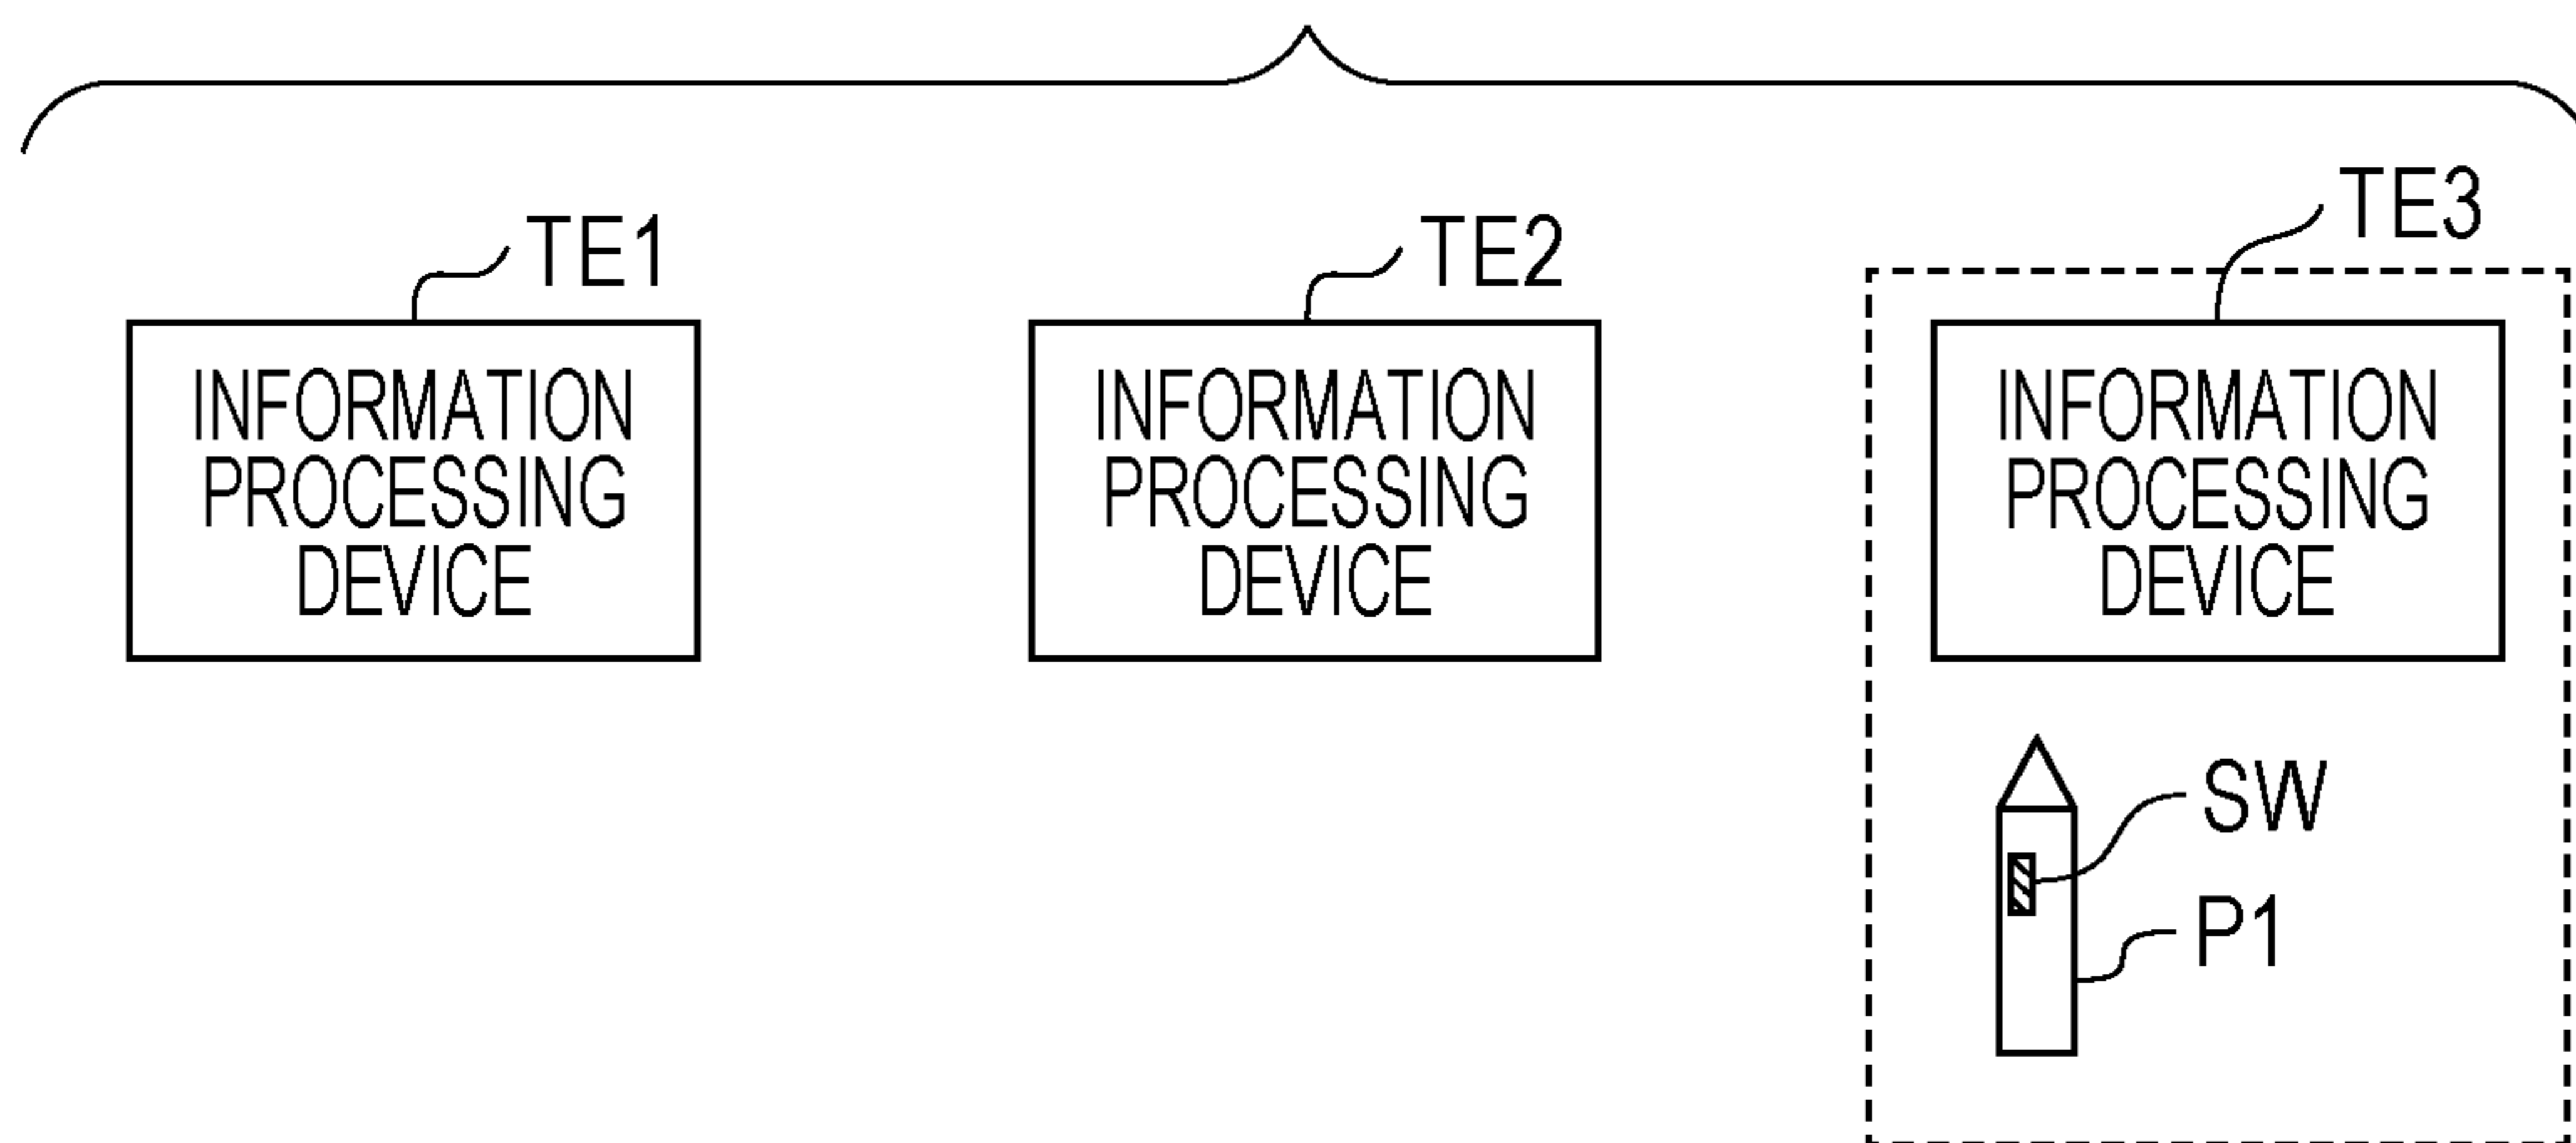 TE1
TE2
TE3
INFORMATION
PROCESSING
DEVICE
INFORMATION
PROCESSING
DEVICE
INFORMATION
PROCESSING
DEVICE
SW
P1